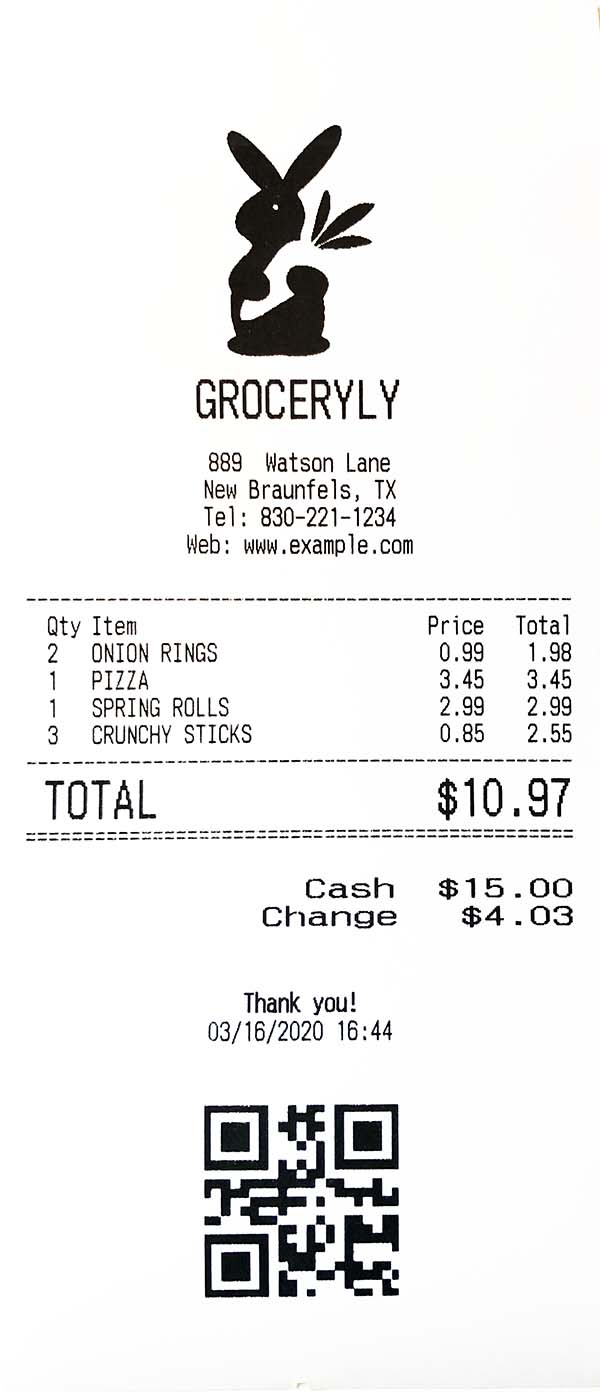 GROCERYLY
889 Watson Lane
New Braunfels, TX
Tel: 830-221-1234
Web: www.example.com
Qty Item Price Total
2 ONION RINGS 0.99 1.98
1 PIZZA 3.45 3.45
1 SPRING ROLLS 2.99 2.99
3 CRUNCHY STICKS 0.85 2.55
TOTAL $10.97
Cash $15.00
Change $4.03
Thank you!
03/16/2020 16:44